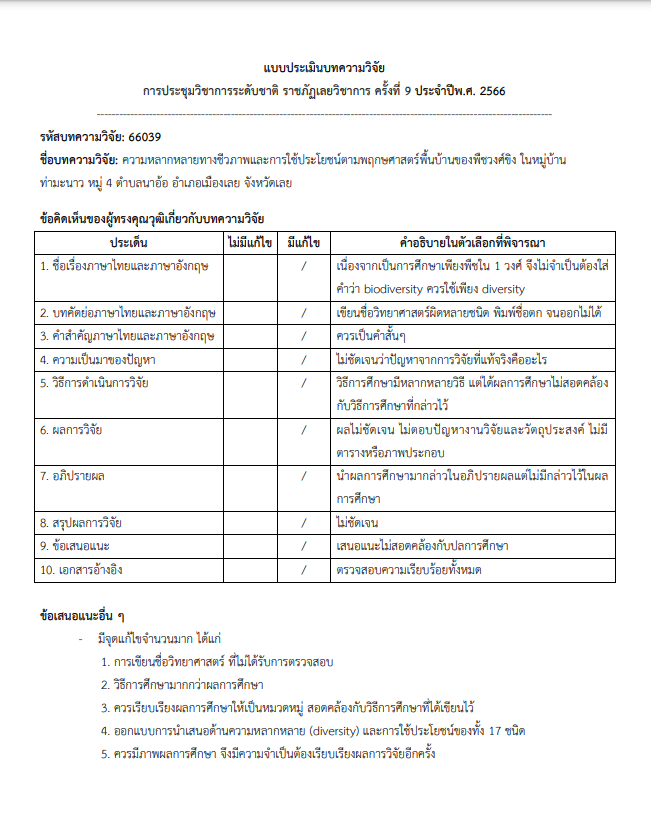 แบบประเมินบทความวิจัย
การประชุมวิชาการระดับชาติ ราชภัฏเลยวิชาการ ครั้งที่ 9 ประจำปีพ.ศ. 2566
รหัสบทความวิจัย: 66039
ชื่อบทความวิจัย: ความหลากหลายทางชีวภาพและการใช้ประโยชน์ตามพฤกษศาสตร์พื้นบ้านของพืชวงศ์ขิง ในหมู่บ้าน
ท่ามะนาว หมู่ 4 ตำบลนาอ้อ อำเภอเมืองเลย จังหวัดเลย
ข้อคิดเห็นของผู้ทรงคุณวุฒิเกี่ยวกับบทความวิจัย
ประเด็น ไม่มีแก้ไข มีแก้ไข คำอธิบายในตัวเลือกที่พิจารณา
1. ชื่อเรื่องภาษาไทยและภาษาอังกฤษ / เนื่องจากเป็นการศึกษาเพียงพืชใน 1 วงศ์ จึงไม่จำเป็นต้องใส่
คำว่า biodiversity ควรใช้เพียง diversity
2. บทคัดย่อภาษาไทยและภาษาอังกฤษ / เขียนชื่อวิทยาศาสตร์ผิดหลายชนิด พิมพ์ชื่อตก จนออกไม่ได้
3. คำสำคัญภาษาไทยและภาษาอังกฤษ / ควรเป็นคำสั้นๆ
4. ความเป็นมาของปัญหา / ไม่ชัดเจนว่าปัญหาจากการวิจัยที่แท้จริงคืออะไร
5. วิธีการดำเนินการวิจัย / วิธีการศึกษามีหลากหลายวิธี แต่ได้ผลการศึกษาไม่สอดคล้อง
กับวิธีการศึกษาที่กล่าวไว้
6. ผลการวิจัย / ผลไม่ชัดเจน ไม่ตอบปัญหางานวิจัยและวัตถุประสงค์ ไม่มี
ตารางหรือภาพประกอบ
7. อภิปรายผล / นำผลการศึกษามากล่าวในอภิปรายผลแต่ไม่มีกล่าวไว้ในผล
การศึกษา
8. สรุปผลการวิจัย / ไม่ชัดเจน
9. ข้อเสนอแนะ / เสนอแนะไม่สอดคล้องกับปลการศึกษา
10. เอกสารอ้างอิง / ตรวจสอบความเรียบร้อยทั้งหมด
ข้อเสนอแนะอื่น ๆ
- มีจุดแก้ไขจำนวนมาก ได้แก่
1. การเขียนชื่อวิทยาศาสตร์ ที่ไม่ได้รับการตรวจสอบ
2. วิธีการศึกษามากกว่าผลการศึกษา
3. ควรเรียบเรียงผลการศึกษาให้เป็นหมวดหมู่ สอดคล้องกับวิธีการศึกษาที่ได้เขียนไว้
4. ออกแบบการนำเสนอด้านความหลากหลาย (diversity) และการใช้ประโยชน์ของทั้ง 17 ชนิด
5. ควรมีภาพผลการศึกษา จึงมีความจำเป็นต้องเรียบเรียงผลการวิจัยอีกครั้ง